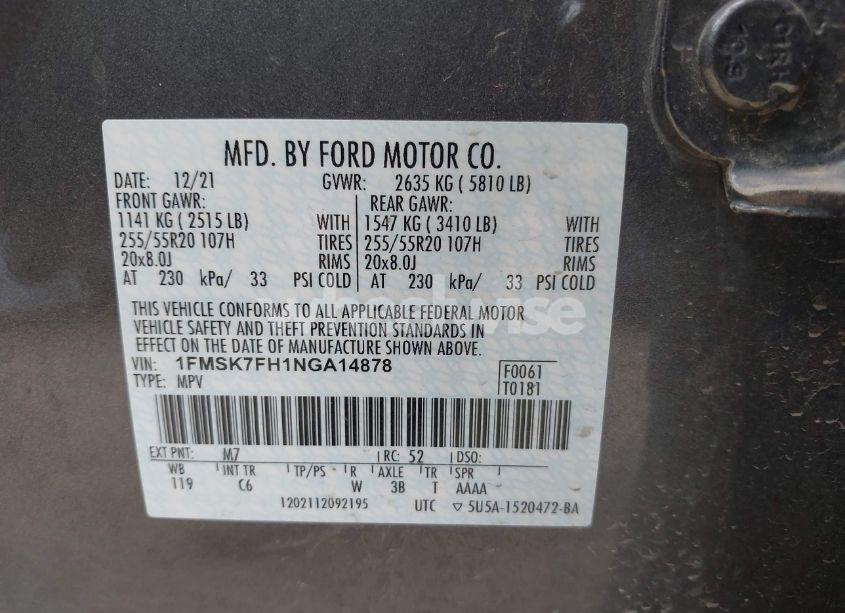 MFD. BY FORD MOTOR CO.
DATE: 12/21 GVWR: 2635 KG ( 5810 LB)
FRONT GAWR: REAR GAWR:
1141 KG ( 2515 LB) WITH 1547 KG ( 3410 LB) WITH
255/55R20 107H TIRES 255/55R20 107H TIRES
20x8.0J RIMS 20x8.0J RIMS
AT 230 kPa/ 33 PSI COLD AT 230 kPa/ 33 PSI COLD
THIS VEHICLE CONFORMS TO ALL APPLICABLE FEDERAL MOTOR
VEHICLE SAFETY AND THEFT PREVENTION STANDARDS IN
EFFECT ON THE DATE OF MANUFACTURE SHOWN ABOVE.
VIN: 1FMSK7FH1NGA14878 F0061
TYPE: MPV T0181
EXT PNT: M7 RC: 52 DSO:
WB INT TR TP/PS R AXLE TR SPR
119 C6 W 3B T AAAA
1202112092195 UTC ▽ 5U5A-1520472-BA
10.9